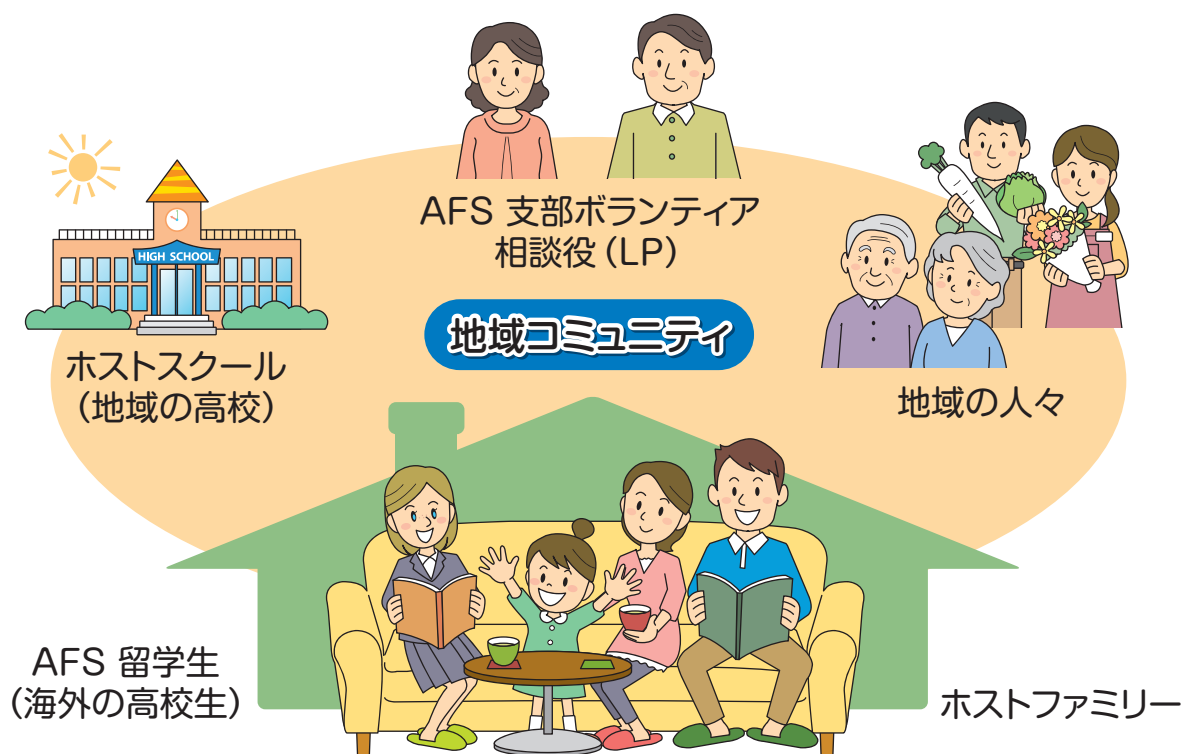 AFS 支部ボランティア
相談役(LP)
HIGH SCHOOL
ホストスクール
(地域の高校)
地域コミュニティ
地域の人々
AFS 留学生
(海外の高校生)
ホストファミリー